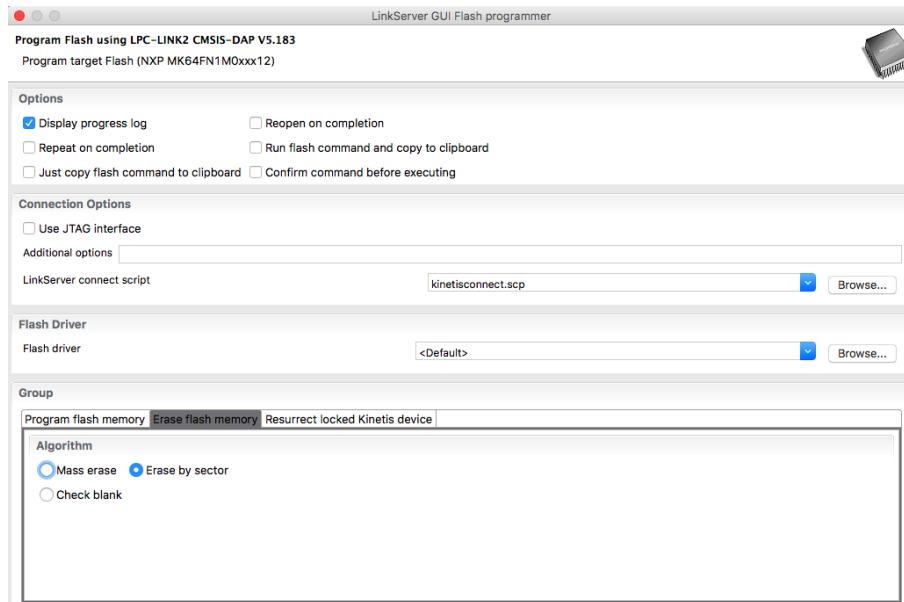 LinkServer GUI Flash programmer
Program Flash using LPC-LINK2 CMSIS-DAP V5.183
Program target Flash (NXP MK64FN1M0xxx12)
Options
Display progress log Reopen on completion
Repeat on completion Run flash command and copy to clipboard
Just copy flash command to clipboard Confirm command before executing
Connection Options
Use JTAG interface
Additional options
LinkServer connect script kinetisconnect.scp Browse...
Flash Driver
Flash driver <Default> Browse...
Group
Program flash memory Erase flash memory Resurrect locked Kinetis device
Algorithm
Mass erase Erase by sector
Check blank